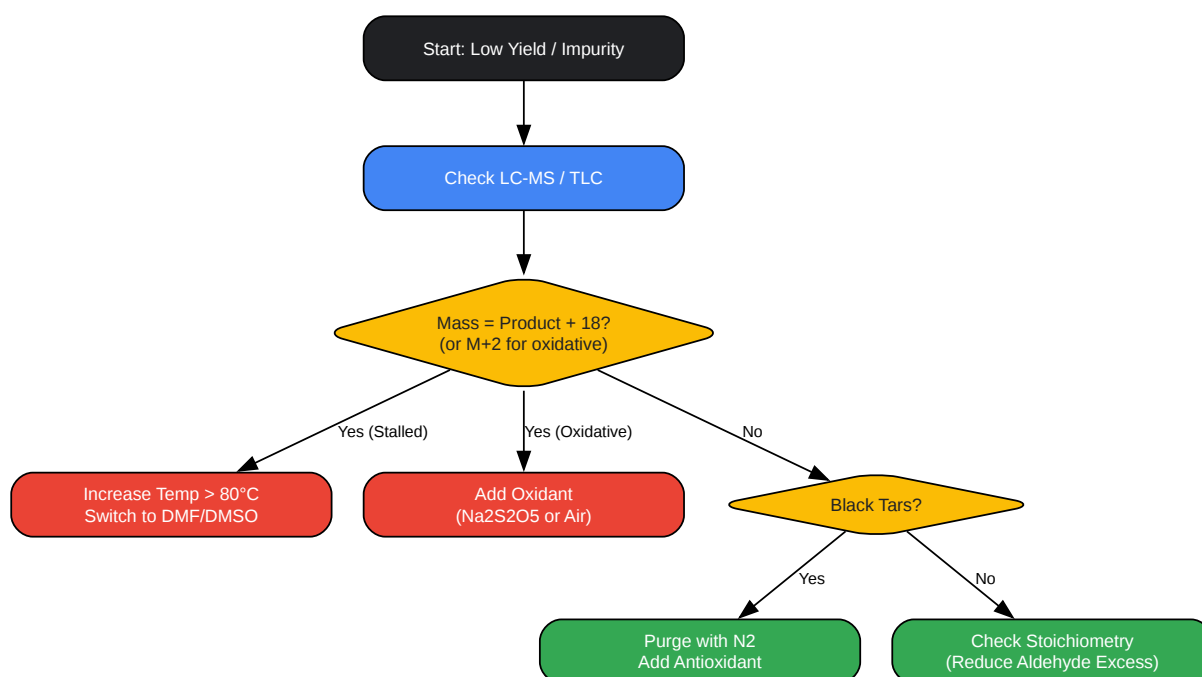 Start: Low Yield / Impurity
Check LC-MS / TLC
Mass = Product + 18?
(or M+2 for oxidative)
Yes (Stalled)
Yes (Oxidative)
No
Increase Temp > 80°C
Switch to DMF/DMSO
Add Oxidant
(Na2S2O5 or Air)
Black Tars?
Yes
No
Purge with N2
Add Antioxidant
Check Stoichiometry
(Reduce Aldehyde Excess)